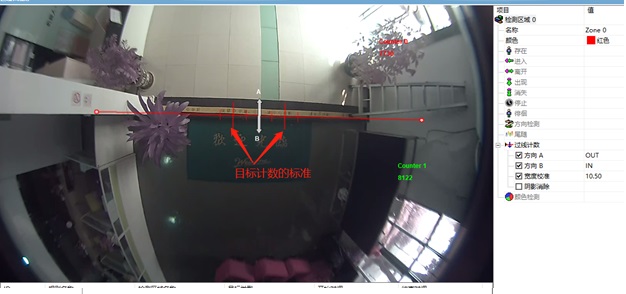 项目
值
检测区域 0
名称
Zone 0
颜色
红色
存在
进入
离开
出现
消失
停止
徘徊
方向检测
尾随
过线计数
方向 A
OUT
方向 B
IN
宽度校准
10.50
阴影消除
颜色检测
A
B
目标计数的标准
Counter 1